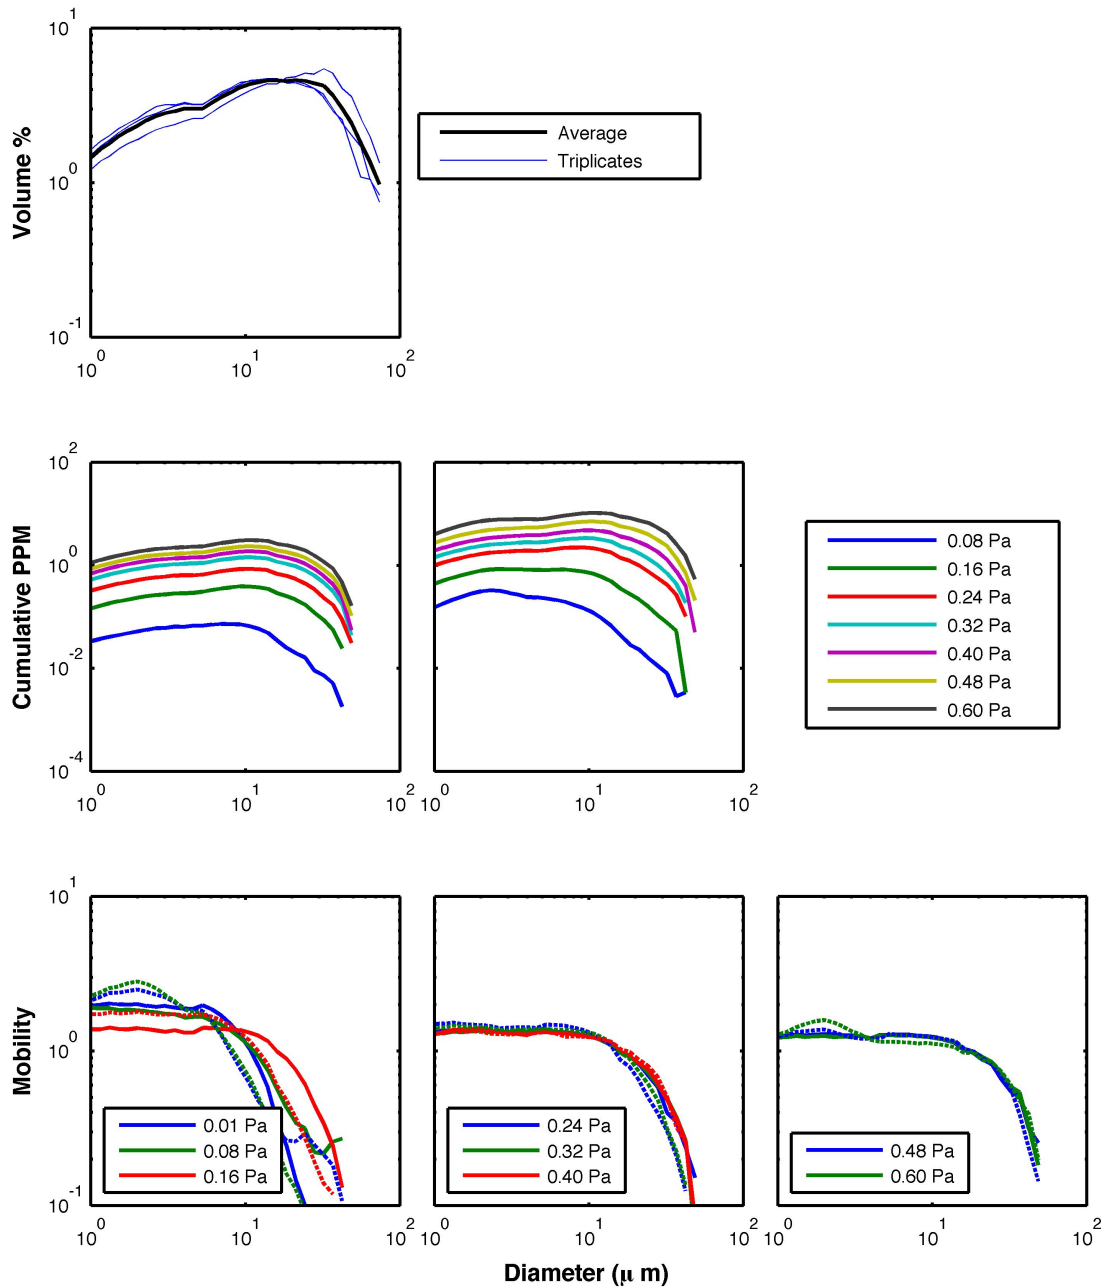 10^1
10^0
10^-1
Volume %
10^0 10^1 10^2
Average
Triplicates
10^2
10^0
10^-2
10^-4
Cumulative PPM
10^0 10^1 10^2
10^0 10^1 10^2
0.08 Pa
0.16 Pa
0.24 Pa
0.32 Pa
0.40 Pa
0.48 Pa
0.60 Pa
10^1
10^0
10^-1
Mobility
0.01 Pa
0.08 Pa
0.16 Pa
0.24 Pa
0.32 Pa
0.40 Pa
0.48 Pa
0.60 Pa
10^0 10^1 10^2
10^0 10^1 10^2
10^0 10^1 10^2
Diameter (μ m)